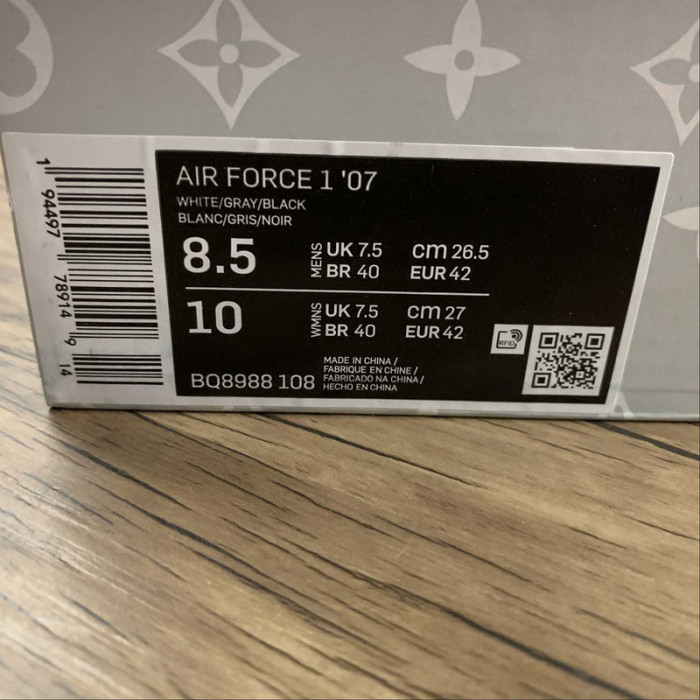 AIR FORCE 1 '07
WHITE/GRAY/BLACK
BLANC/GRIS/NOIR
8.5 MENS UK 7.5 cm 26.5
BR 40 EUR 42
10 WMNS UK 7.5 cm 27
BR 40 EUR 42
BQ8988 108
MADE IN CHINA /
FABRIQUE EN CHINE /
FABRICADO NA CHINA /
HECHO EN CHINA
RFID
1 94497 78914 9 14